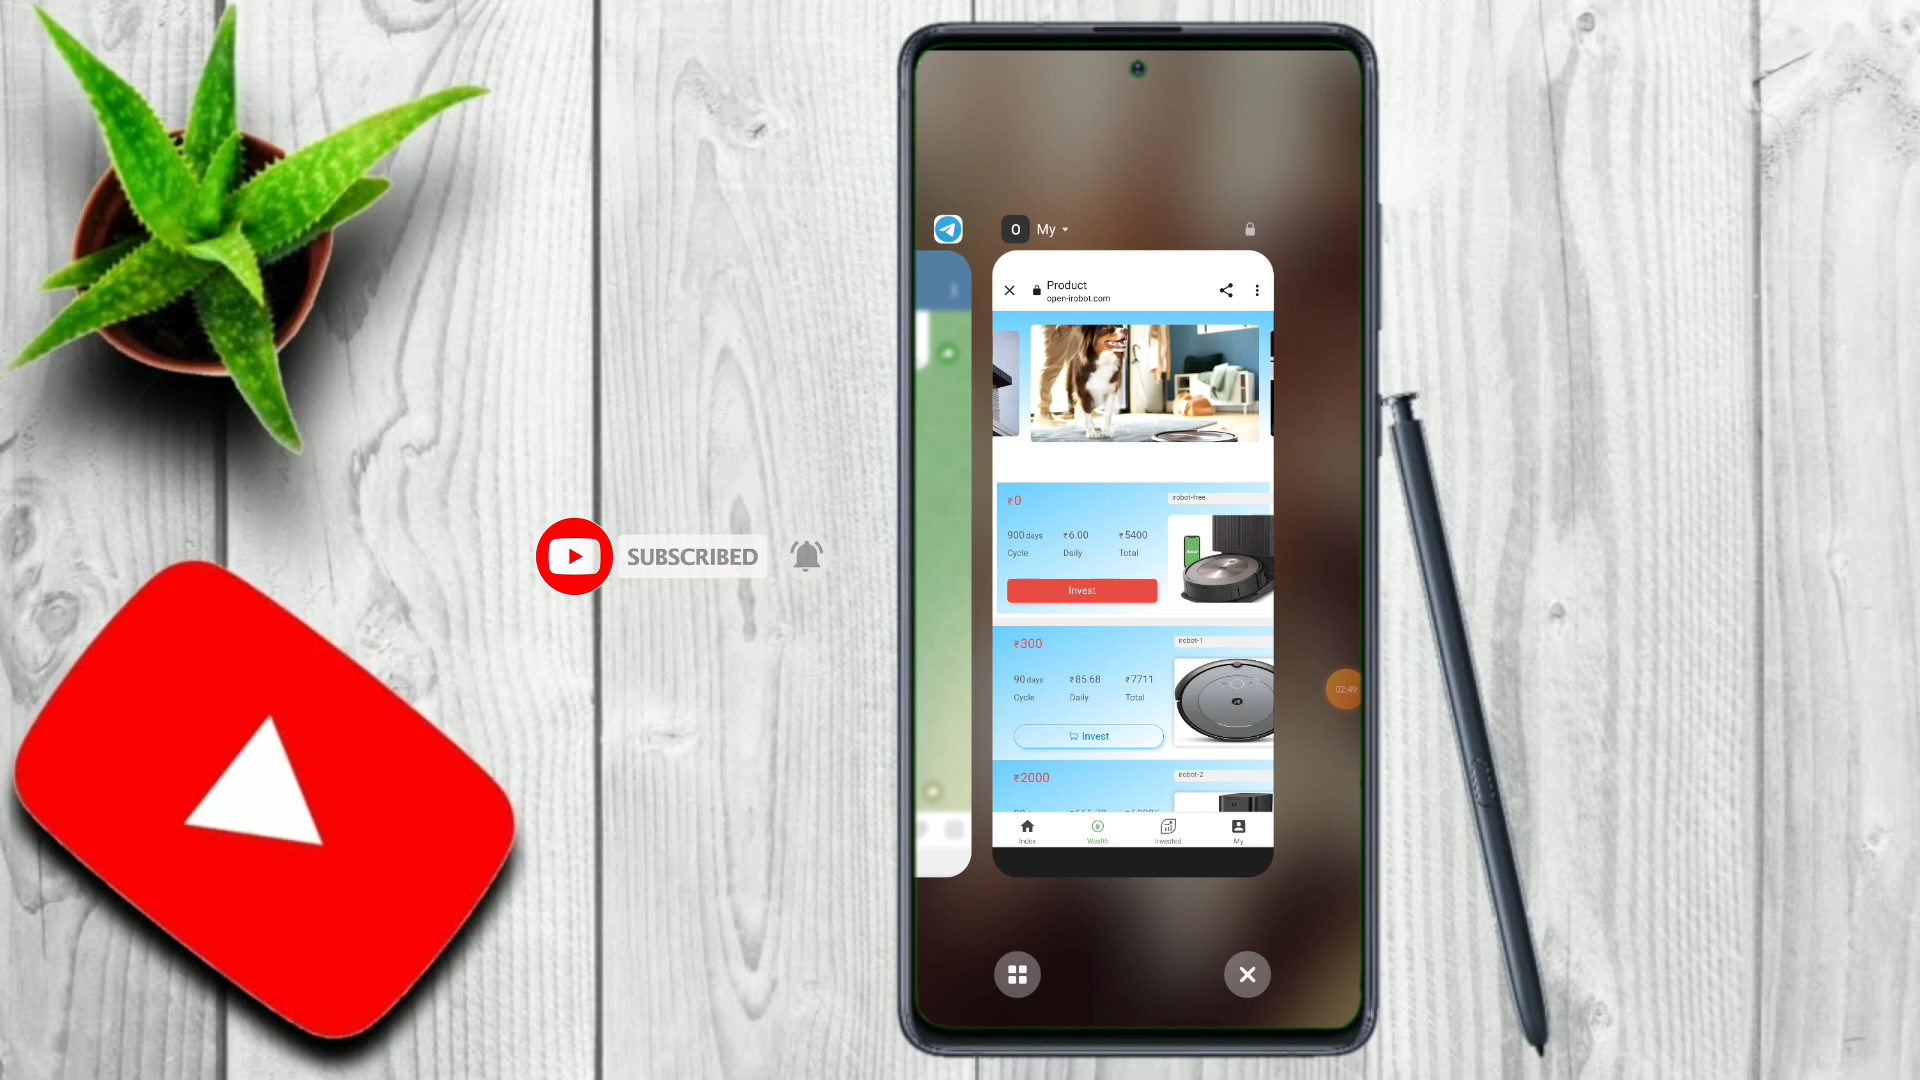 My
Product
open-irobot.com
₹0
irobot-free
900 days
₹6.00
₹5400
Cycle
Daily
Total
Invest
₹300
irobot-1
90 days
₹85.68
₹7711
Cycle
Daily
Total
Invest
₹2000
irobot-2
Index
Wealth
Invested
My
SUBSCRIBED
02:49